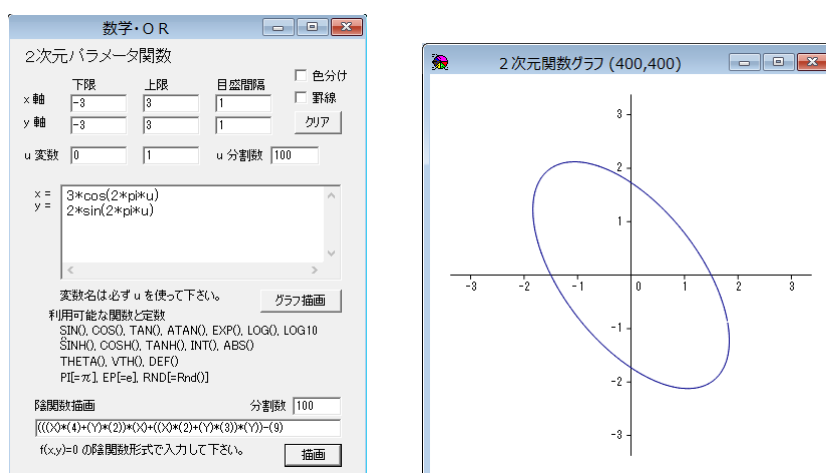 数学・OR
2次元パラメータ関数
下限 上限 目盛間隔 色分け
x軸 -3 3 1 罫線
y軸 -3 3 1 クリア
u変数 0 1 u分割数 100
x = 3*cos(2*pi*u)
y = 2*sin(2*pi*u)
変数名は必ずuを使って下さい。 グラフ描画
利用可能な関数と定数
SIN(), COS(), TAN(), ATAN(), EXP(), LOG(), LOG10
SINH(), COSH(), TANH(), INT(), ABS()
THETA(), VTH(), DEF()
PI[=π], EP[=e], RND[=Rnd()]
陰関数描画 分割数 100
(((X)*(4)+(Y)*(2))*(X)+((X)*(2)+(Y)*(3))*(Y))-(9)
f(x,y)=0 の陰関数形式で入力して下さい。 描画
2次元関数グラフ (400,400)
3
2
1
-3 -2 -1 0 1 2 3
-1
-2
-3